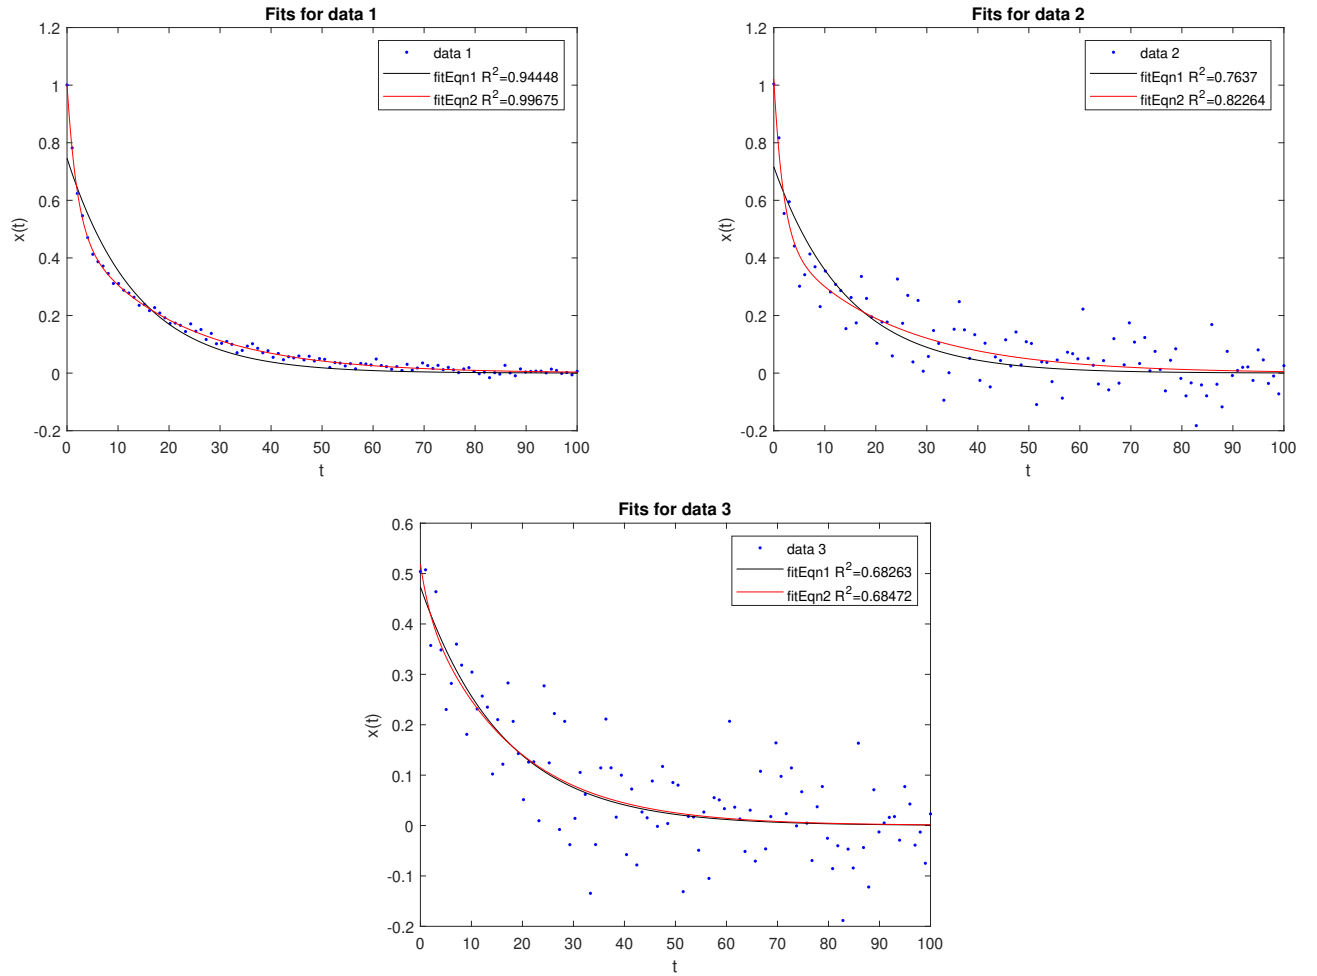 Fits for data 1
1.2
1
0.8
0.6
0.4
0.2
0
-0.2
x(t)
0 10 20 30 40 50 60 70 80 90 100
t
data 1
fitEqn1 R²=0.94448
fitEqn2 R²=0.99675
Fits for data 2
1.2
1
0.8
0.6
0.4
0.2
0
-0.2
x(t)
0 10 20 30 40 50 60 70 80 90 100
t
data 2
fitEqn1 R²=0.7637
fitEqn2 R²=0.82264
Fits for data 3
0.6
0.5
0.4
0.3
0.2
0.1
0
-0.1
-0.2
x(t)
0 10 20 30 40 50 60 70 80 90 100
t
data 3
fitEqn1 R²=0.68263
fitEqn2 R²=0.68472